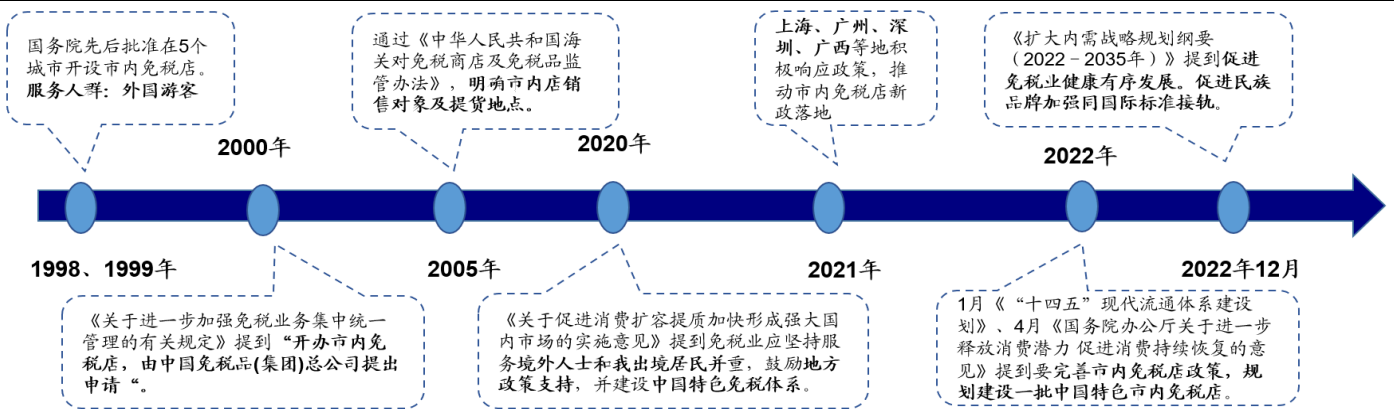 国务院先后批准在5个
城市开设市内免税店。
服务人群：外国游客
1998、1999年
2000年
《关于进一步加强免税业务集中统一
管理的有关规定》提到“开办市内免
税店，由中国免税品(集团)总公司提出
申请“。
通过《中华人民共和国海
关对免税商店及免税品监
管办法》，明确市内店销
售对象及提货地点。
2005年
2020年
《关于促进消费扩容提质加快形成强大国
内市场的实施意见》提到免税业应坚持服
务境外人士和我出境居民并重，鼓励地方
政策支持，并建设中国特色免税体系。
上海、广州、深
圳、广西等地积
极响应政策，推
动市内免税店新
政落地
2021年
2022年
1月《“十四五”现代流通体系建设规
划》、4月《国务院办公厅关于进一步
释放消费潜力 促进消费持续恢复的意
见》提到要完善市内免税店政策，规
划建设一批中国特色市内免税店。
《扩大内需战略规划纲要
（2022－2035年）》提到促进
免税业健康有序发展。促进民族
品牌加强同国际标准接轨。
2022年12月